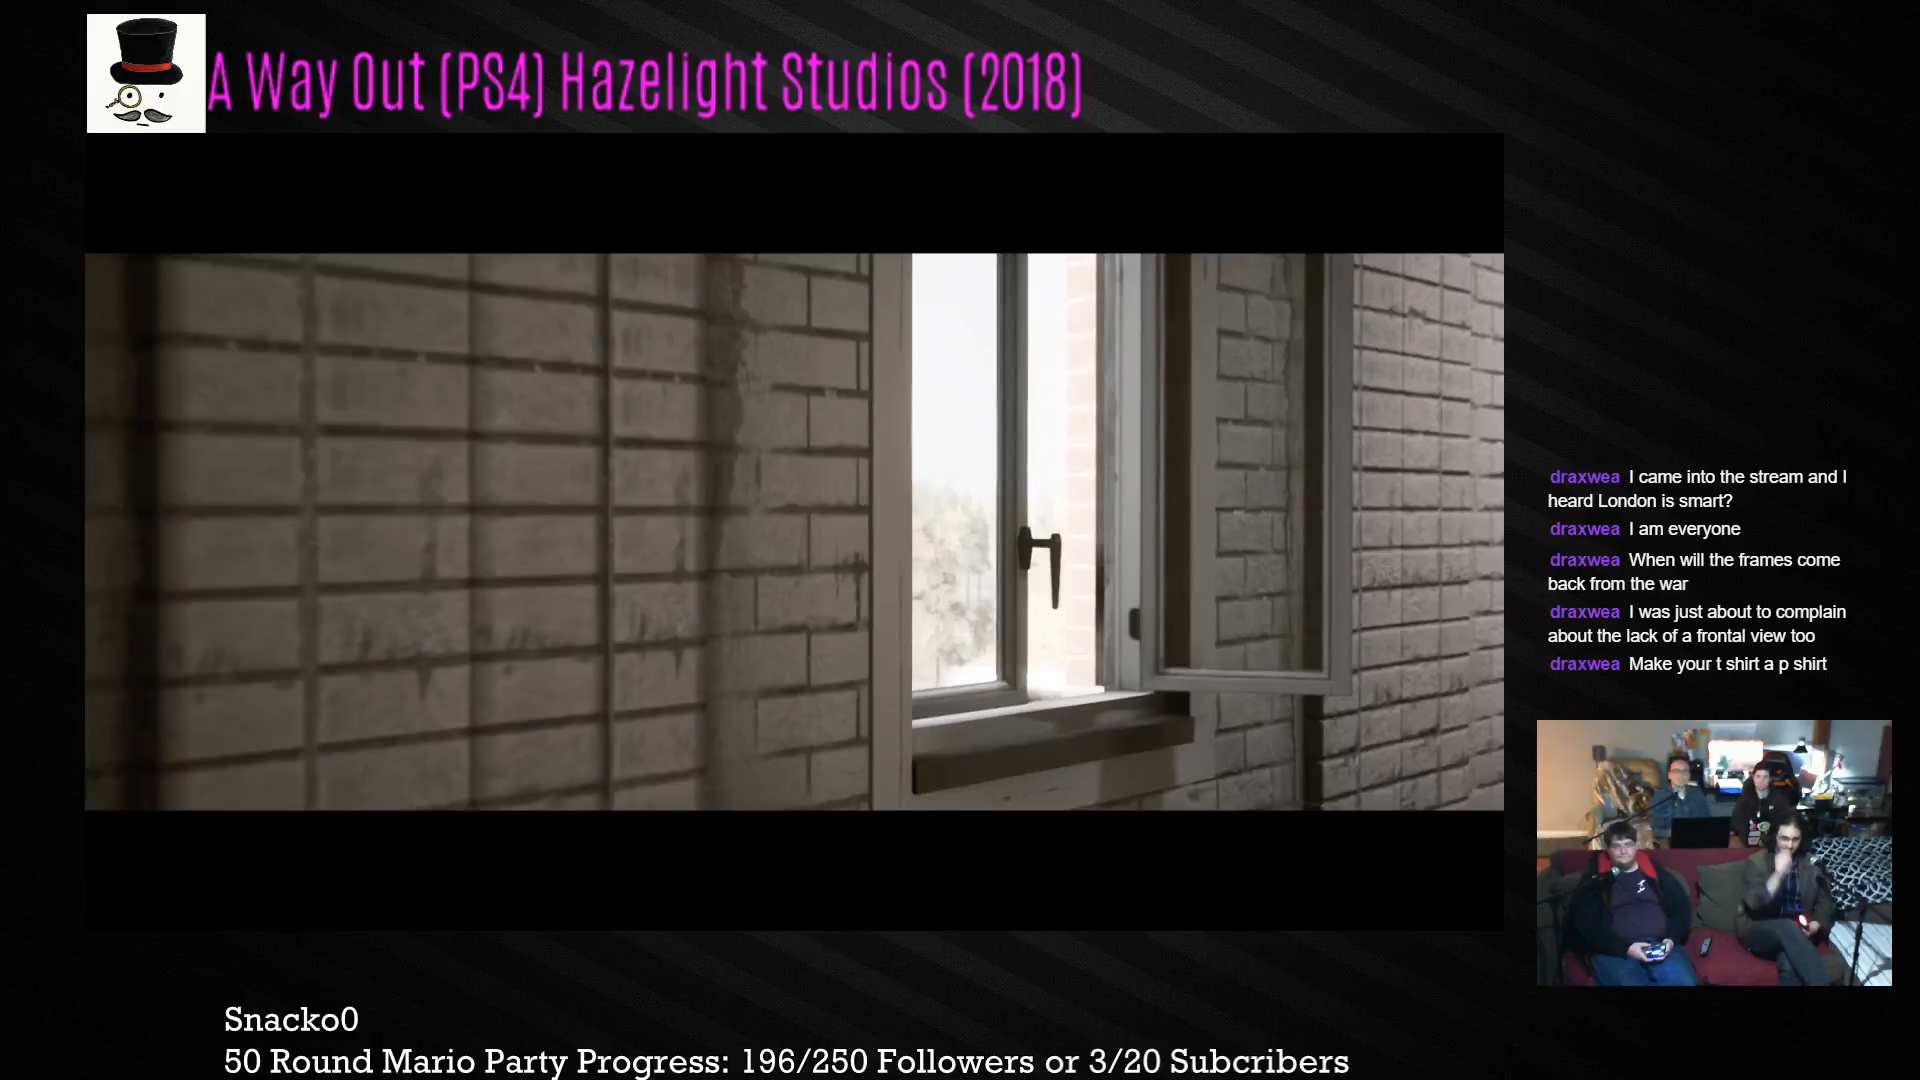 A Way Out (PS4) Hazelight Studios (2018)
draxwea I came into the stream and I
heard London is smart?
draxwea I am everyone
draxwea When will the frames come
back from the war
draxwea I was just about to complain
about the lack of a frontal view too
draxwea Make your t shirt a p shirt
Snacko0
50 Round Mario Party Progress: 196/250 Followers or 3/20 Subcribers